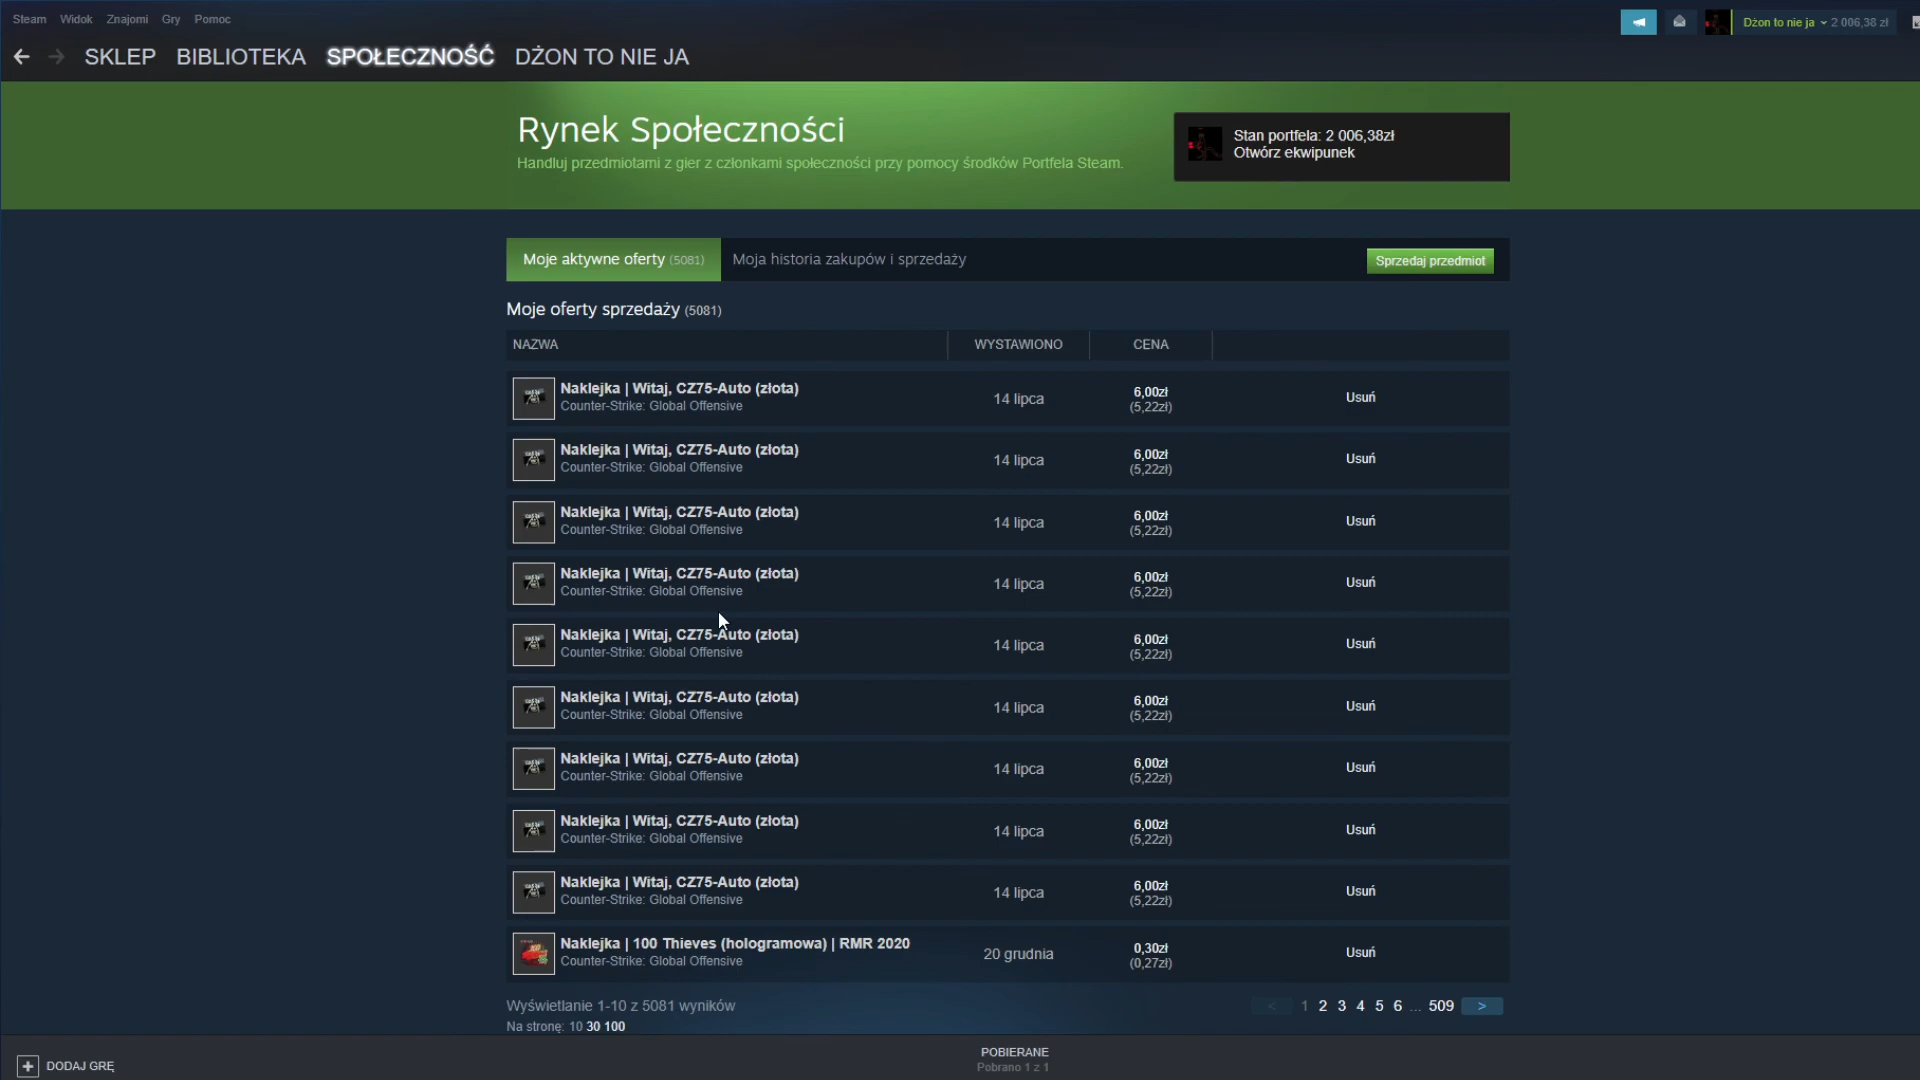 Steam Widok Znajomi Gry Pomoc
Dżon to nie ja 2 006,38 zł
SKLEP BIBLIOTEKA SPOŁECZNOŚĆ DŻON TO NIE JA
Rynek Społeczności
Handluj przedmiotami z gier z członkami społeczności przy pomocy środków Portfela Steam.
Stan portfela: 2 006,38zł
Otwórz ekwipunek
Moje aktywne oferty (5081) Moja historia zakupów i sprzedaży Sprzedaj przedmiot
Moje oferty sprzedaży (5081)
NAZWA WYSTAWIONO CENA
Naklejka | Witaj, CZ75-Auto (złota)
Counter-Strike: Global Offensive
14 lipca
6,00zł
(5,22zł)
Usuń
Naklejka | Witaj, CZ75-Auto (złota)
Counter-Strike: Global Offensive
14 lipca
6,00zł
(5,22zł)
Usuń
Naklejka | Witaj, CZ75-Auto (złota)
Counter-Strike: Global Offensive
14 lipca
6,00zł
(5,22zł)
Usuń
Naklejka | Witaj, CZ75-Auto (złota)
Counter-Strike: Global Offensive
14 lipca
6,00zł
(5,22zł)
Usuń
Naklejka | Witaj, CZ75-Auto (złota)
Counter-Strike: Global Offensive
14 lipca
6,00zł
(5,22zł)
Usuń
Naklejka | Witaj, CZ75-Auto (złota)
Counter-Strike: Global Offensive
14 lipca
6,00zł
(5,22zł)
Usuń
Naklejka | Witaj, CZ75-Auto (złota)
Counter-Strike: Global Offensive
14 lipca
6,00zł
(5,22zł)
Usuń
Naklejka | Witaj, CZ75-Auto (złota)
Counter-Strike: Global Offensive
14 lipca
6,00zł
(5,22zł)
Usuń
Naklejka | Witaj, CZ75-Auto (złota)
Counter-Strike: Global Offensive
14 lipca
6,00zł
(5,22zł)
Usuń
Naklejka | 100 Thieves (hologramowa) | RMR 2020
Counter-Strike: Global Offensive
20 grudnia
0,30zł
(0,27zł)
Usuń
Wyświetlanie 1-10 z 5081 wyników
< 1 2 3 4 5 6 ... 509 >
Na stronę: 10 30 100
DODAJ GRĘ
POBIERANE
Pobrano 1 z 1